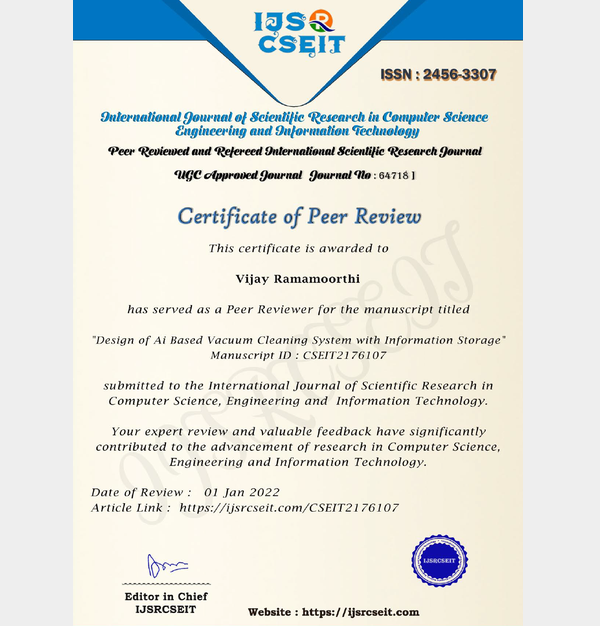 IJSR
CSEIT
ISSN : 2456-3307
International Journal of Scientific Research in Computer Science
Engineering and Information Technology
Peer Reviewed and Refereed International Scientific Research Journal
UGC Approved Journal Journal No : 64718 ]
Certificate of Peer Review
This certificate is awarded to
Vijay Ramamoorthi
has served as a Peer Reviewer for the manuscript titled
"Design of Ai Based Vacuum Cleaning System with Information Storage"
Manuscript ID : CSEIT2176107
submitted to the International Journal of Scientific Research in
Computer Science, Engineering and Information Technology.
Your expert review and valuable feedback have significantly
contributed to the advancement of research in Computer Science,
Engineering and Information Technology.
Date of Review : 01 Jan 2022
Article Link : https://ijsrcseit.com/CSEIT2176107
IJSRCSEIT
Editor in Chief
IJSRCSEIT
Website : https://ijsrcseit.com
IJSRCSEIT